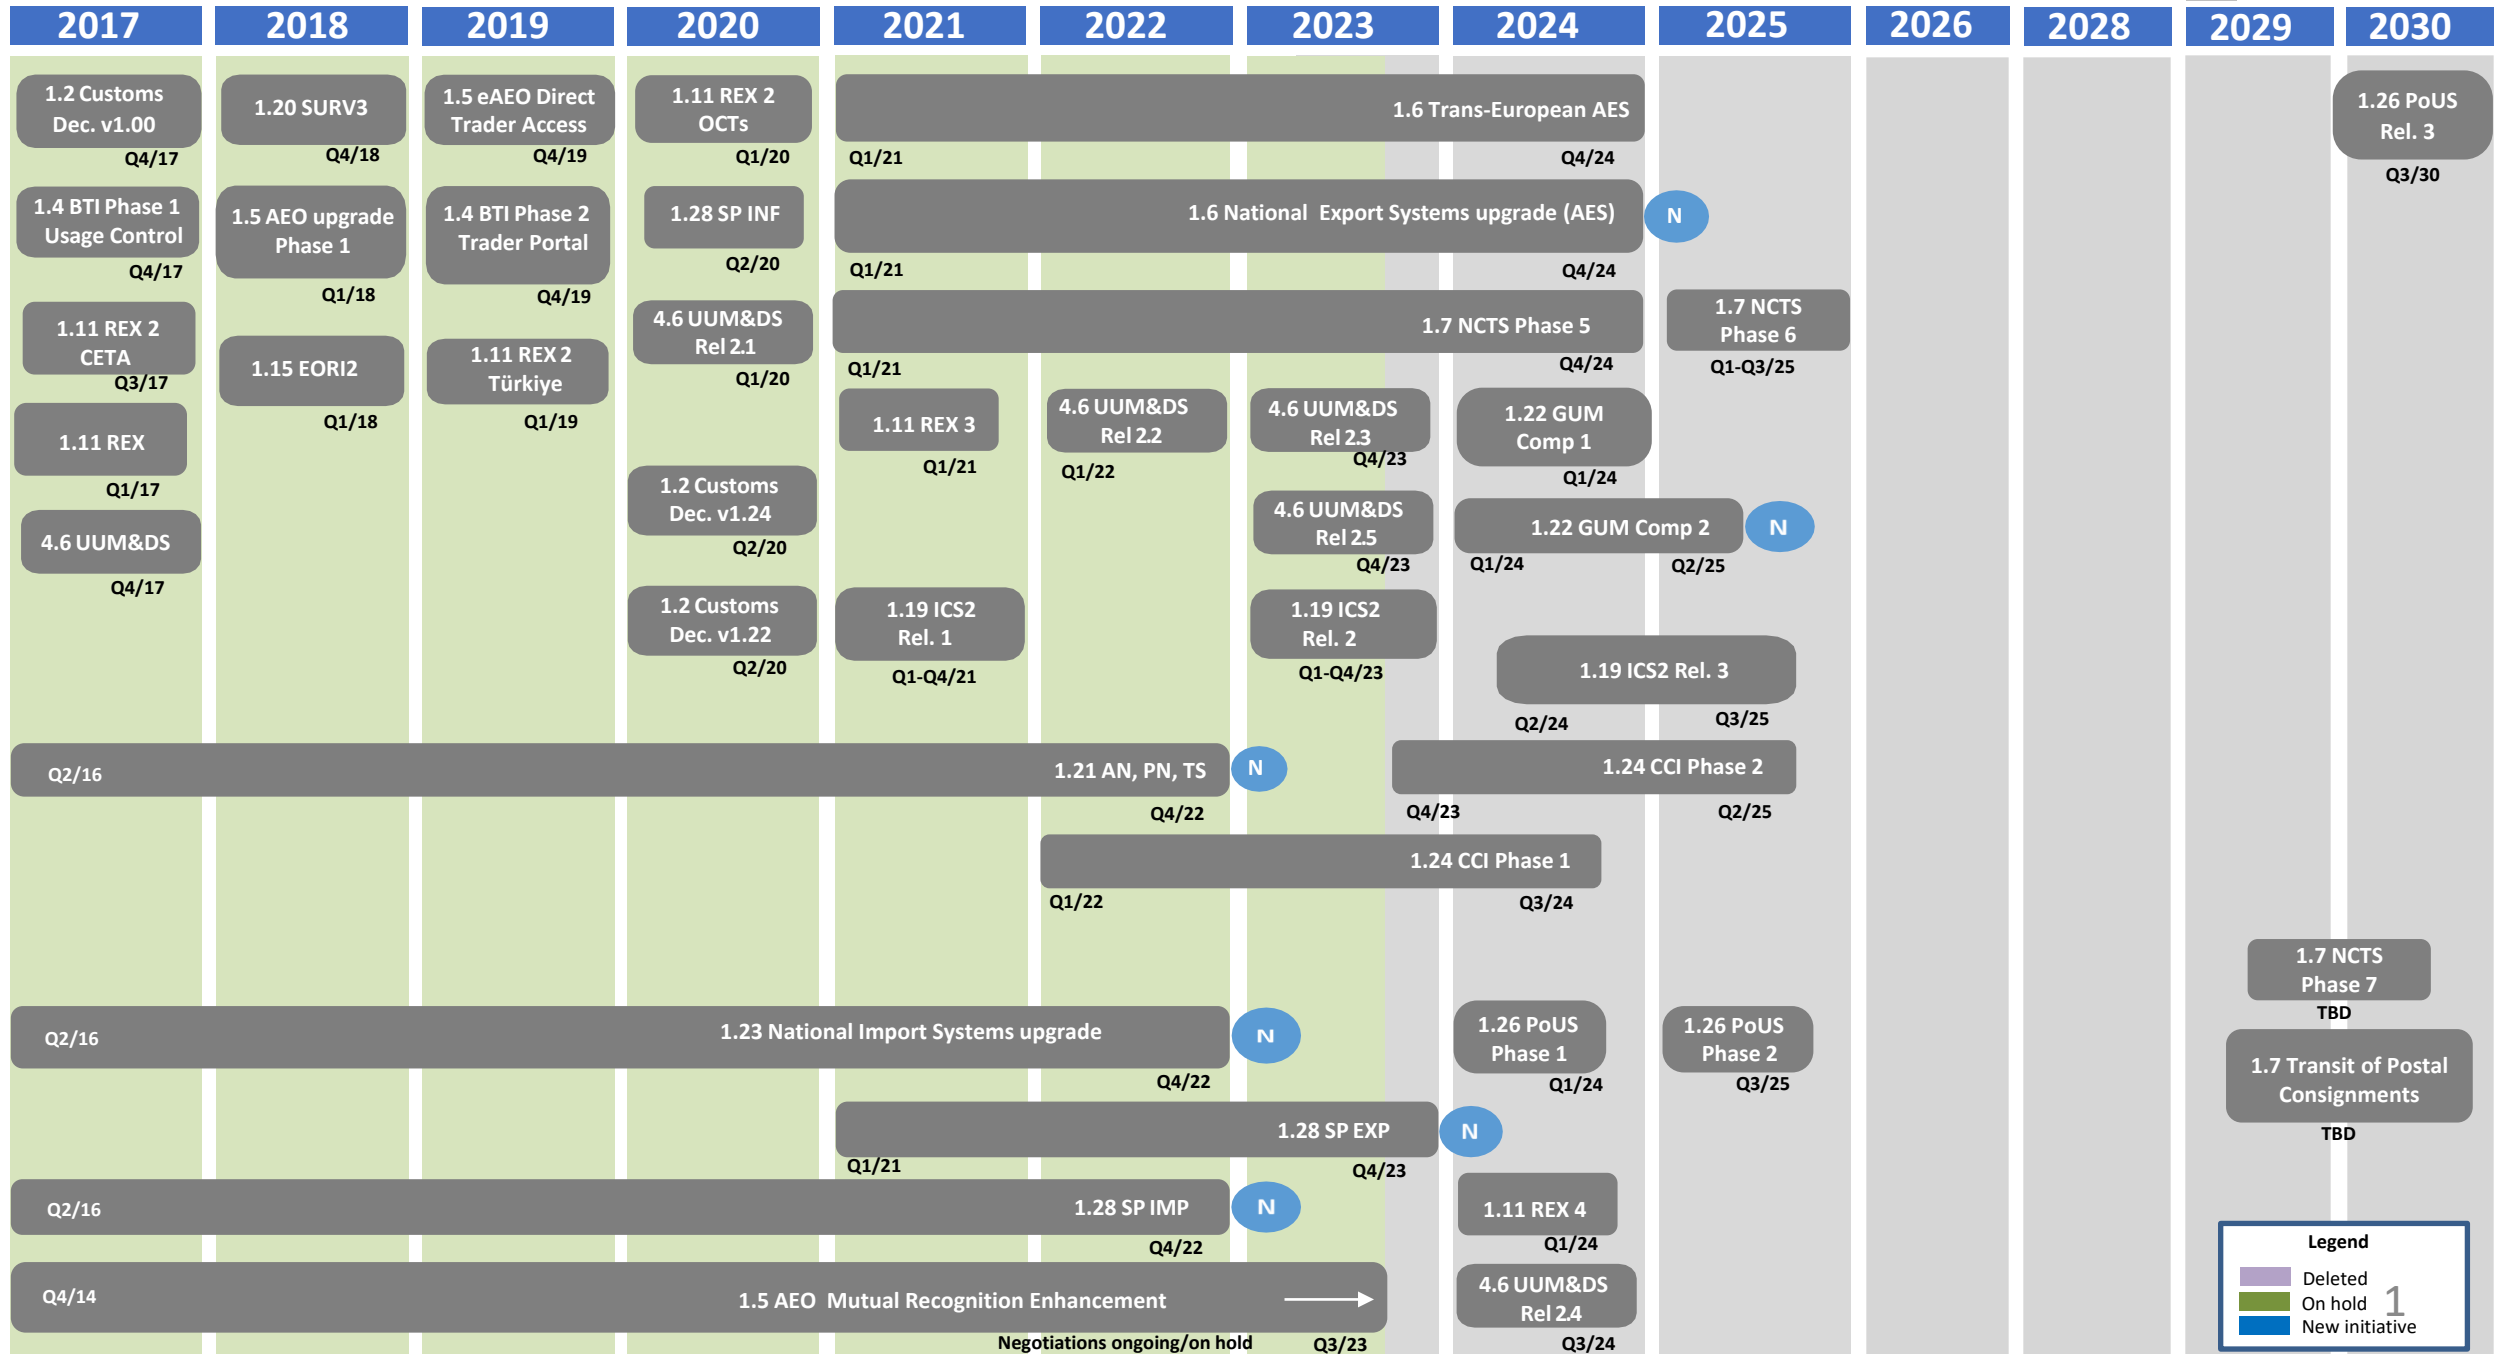 2017 2018 2019 2020 2021 2022 2023 2024 2025 2026 2028 2029 2030
1.2 Customs
Dec. v1.00
Q4/17
1.20 SURV3
Q4/18
1.5 eAEO Direct
Trader Access
Q4/19
1.11 REX 2
OCTs
Q1/20
1.6 Trans-European AES
Q1/21
Q4/24
1.26 PoUS
Rel. 3
Q3/30
1.4 BTI Phase 1
Usage Control
Q4/17
1.5 AEO upgrade
Phase 1
Q1/18
1.4 BTI Phase 2
Trader Portal
Q4/19
1.28 SP INF
Q2/20
1.6 National Export Systems upgrade (AES)
N
Q1/21
Q4/24
1.11 REX 2
CETA
Q3/17
1.15 EORI2
Q1/18
1.11 REX 2
Türkiye
Q1/19
4.6 UUM&DS
Rel 2.1
Q1/20
1.7 NCTS Phase 5
Q1/21
Q4/24
1.7 NCTS
Phase 6
Q1-Q3/25
1.11 REX
Q1/17
1.11 REX 3
Q1/21
4.6 UUM&DS
Rel 2.2
Q1/22
4.6 UUM&DS
Rel 2.3
Q4/23
1.22 GUM
Comp 1
Q1/24
4.6 UUM&DS
Q4/17
1.2 Customs
Dec. v1.24
Q2/20
4.6 UUM&DS
Rel 2.5
Q4/23
1.22 GUM Comp 2
N
Q1/24
Q2/25
1.2 Customs
Dec. v1.22
Q2/20
1.19 ICS2
Rel. 1
Q1-Q4/21
1.19 ICS2
Rel. 2
Q1-Q4/23
1.19 ICS2 Rel. 3
Q2/24
Q3/25
Q2/16
1.21 AN, PN, TS
N
Q4/22
1.24 CCI Phase 2
Q4/23
Q2/25
1.24 CCI Phase 1
Q1/22
Q3/24
1.7 NCTS
Phase 7
TBD
Q2/16
1.23 National Import Systems upgrade
N
Q4/22
1.26 PoUS
Phase 1
Q1/24
1.26 PoUS
Phase 2
Q3/25
1.7 Transit of Postal
Consignments
TBD
1.28 SP EXP
N
Q1/21
Q4/23
Q2/16
1.28 SP IMP
N
Q4/22
1.11 REX 4
Q1/24
Q4/14
1.5 AEO Mutual Recognition Enhancement
Negotiations ongoing/on hold
Q3/23
4.6 UUM&DS
Rel 2.4
Q3/24
Legend
Deleted
On hold
New initiative
1